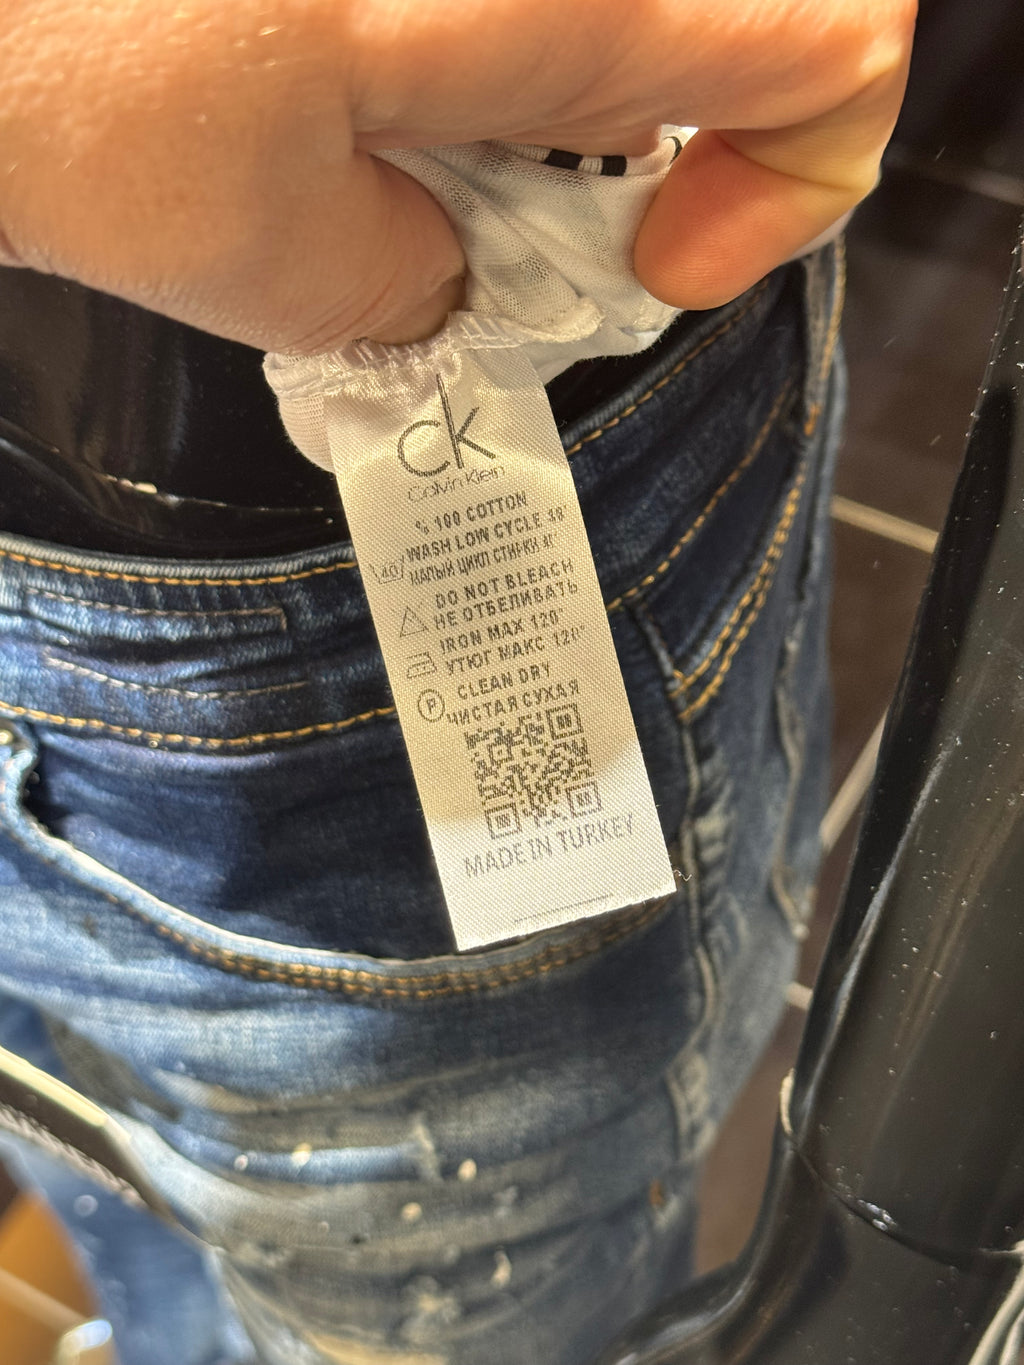 ck
Calvin Klein
% 100 COTTON
WASH LOW CYCLE 40°
40
МАЛЫЙ ЦИКЛ СТИРКИ 4°
DO NOT BLEACH
НЕ ОТБЕЛИВАТЬ
IRON MAX 120°
УТЮГ МАКС 120°
P
CLEAN DRY
ЧИСТАЯ СУХАЯ
MADE IN TURKEY